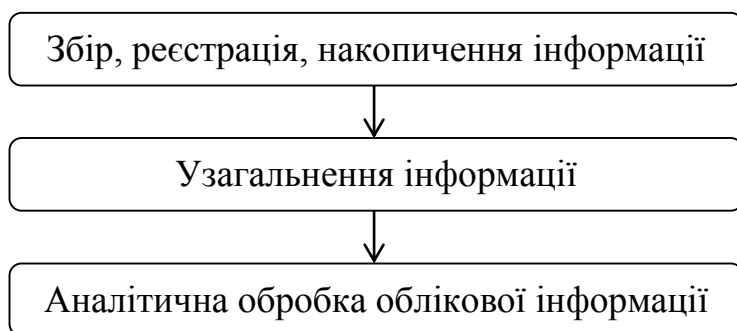 Збір, реєстрація, накопичення інформації
Узагальнення інформації
Аналітична обробка облікової інформації